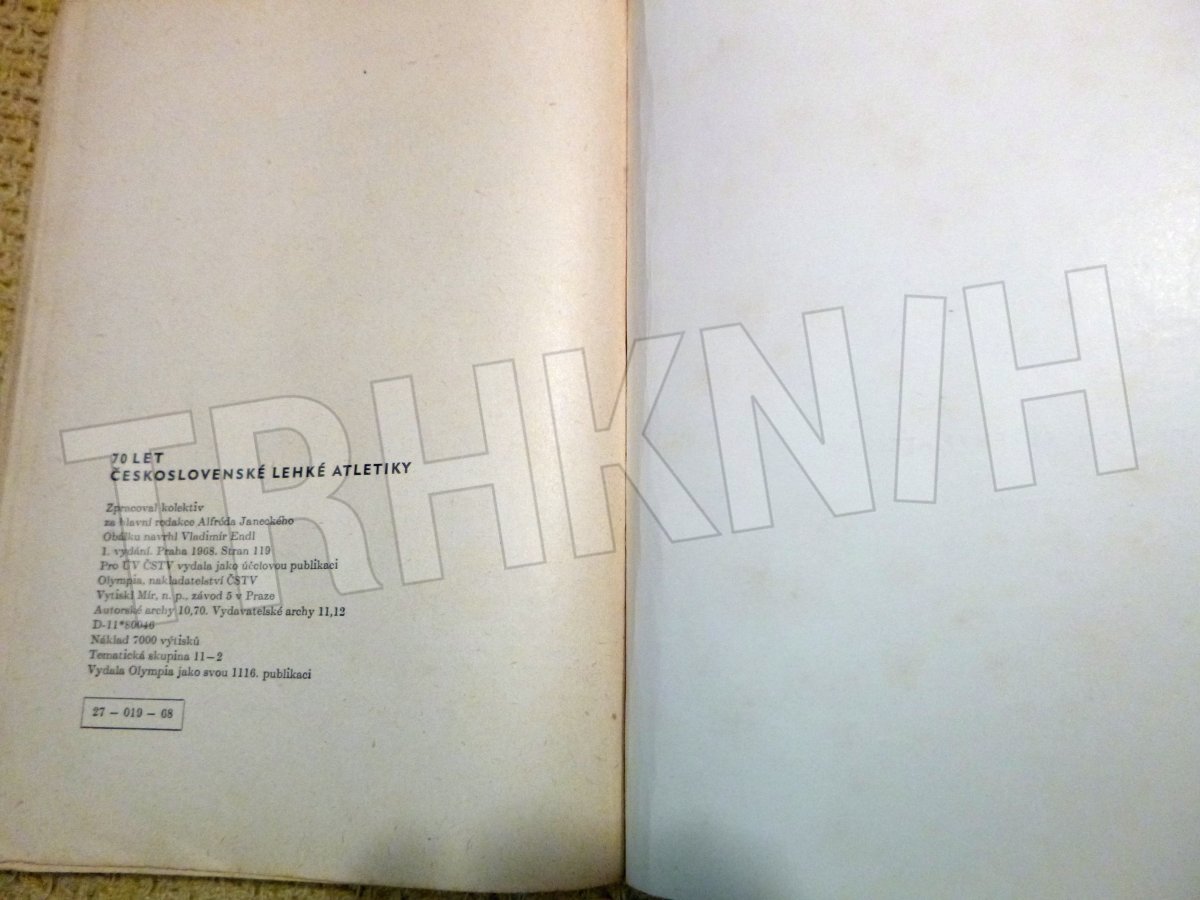 70 LET
ČESKOSLOVENSKÉ LEHKÉ ATLETIKY
Zpracoval kolektiv
za hlavní redakce Alfréda Janeckého
Obálku navrhl Vladimír Endl
1. vydání. Praha 1968. Stran 119
Pro ÚV ČSTV vydala jako účelovou publikaci
Olympia, nakladatelství ČSTV
Vytiskl Mír, n. p., závod 5 v Praze
Autorské archy 10,70. Vydavatelské archy 11,12
D-11*80046
Náklad 7000 výtisků
Tematická skupina 11—2
Vydala Olympia jako svou 1116. publikaci
27 — 019 — 68
TRHKNIH